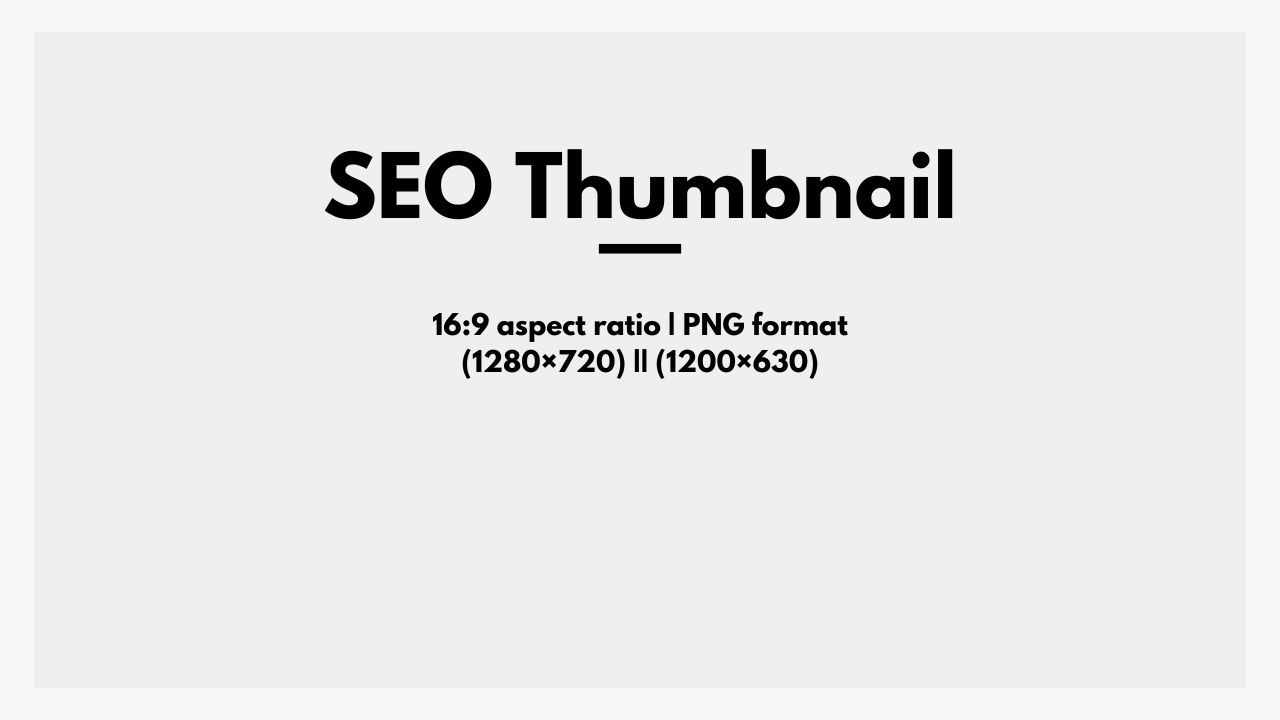 SEO Thumbnail
16:9 aspect ratio | PNG format
(1280×720) || (1200×630)